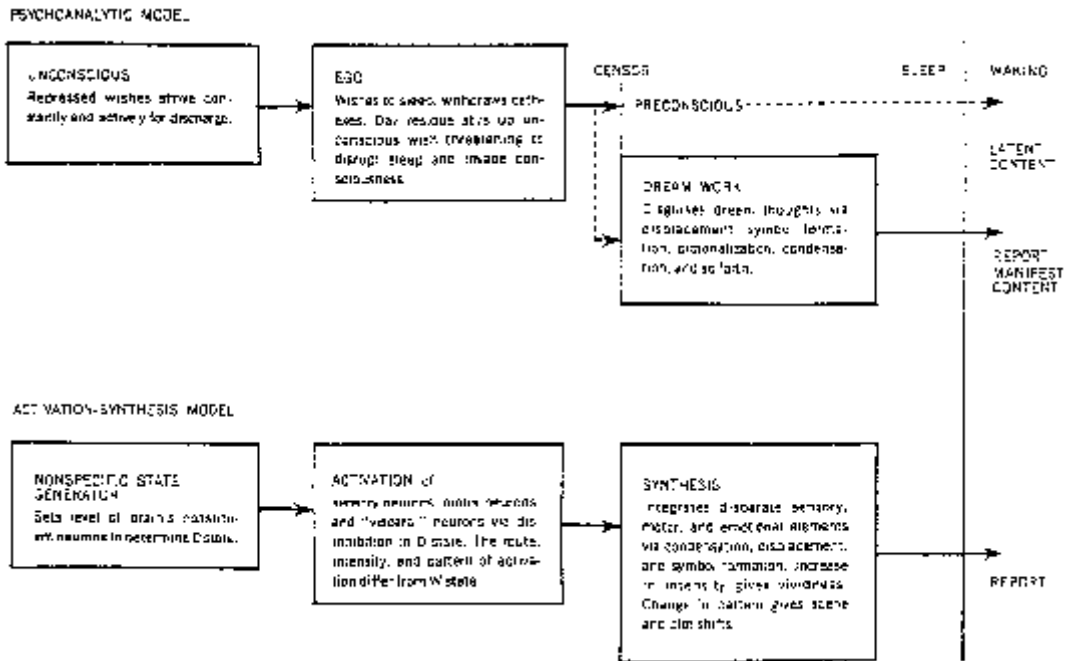 PSYCHOANALYTIC MODEL
UNCONSCIOUS
Repressed wishes strive con-
stantly and actively for discharge.
EGO
Wishes to sleep, withdraws cath-
exes. Day residue stirs up un-
conscious wish threatening to
disrupt sleep and invade con-
sciousness.
CENSOR
PRECONSCIOUS
SLEEP
WAKING
LATENT
CONTENT
DREAM WORK
Disguises dream thoughts via
displacement, symbol forma-
tion, pictorialization, condensa-
tion, and so forth.
REPORT
MANIFEST
CONTENT
ACTIVATION-SYNTHESIS MODEL
NONSPECIFIC STATE
GENERATOR
Sets level of brain's
neurons to determine D state.
ACTIVATION of
sensory neurons, motor neurons,
and "visceral" neurons via dis-
inhibition in D state. The route,
intensity, and pattern of activa-
tion differ from W state.
SYNTHESIS
Integrates disparate sensory,
motor, and emotional elements
via condensation, displacement,
and symbol formation. Increase
in intensity gives vividness.
Change in pattern gives scene
and plot shifts.
REPORT